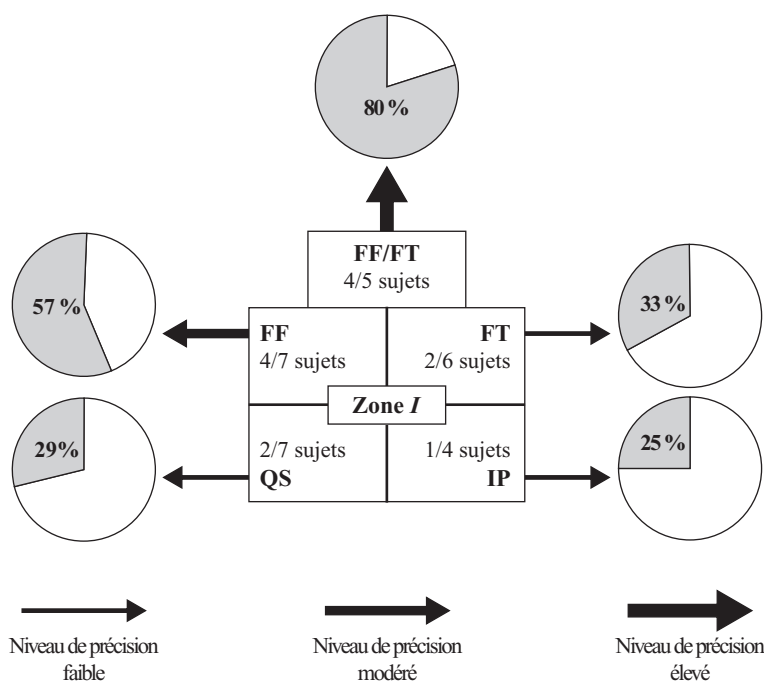 80 %
FF/FT
4/5 sujets
57 %
33 %
FF
4/7 sujets
FT
2/6 sujets
Zone I
29%
2/7 sujets
QS
1/4 sujets
IP
25 %
Niveau de précision
faible
Niveau de précision
modéré
Niveau de précision
élevé